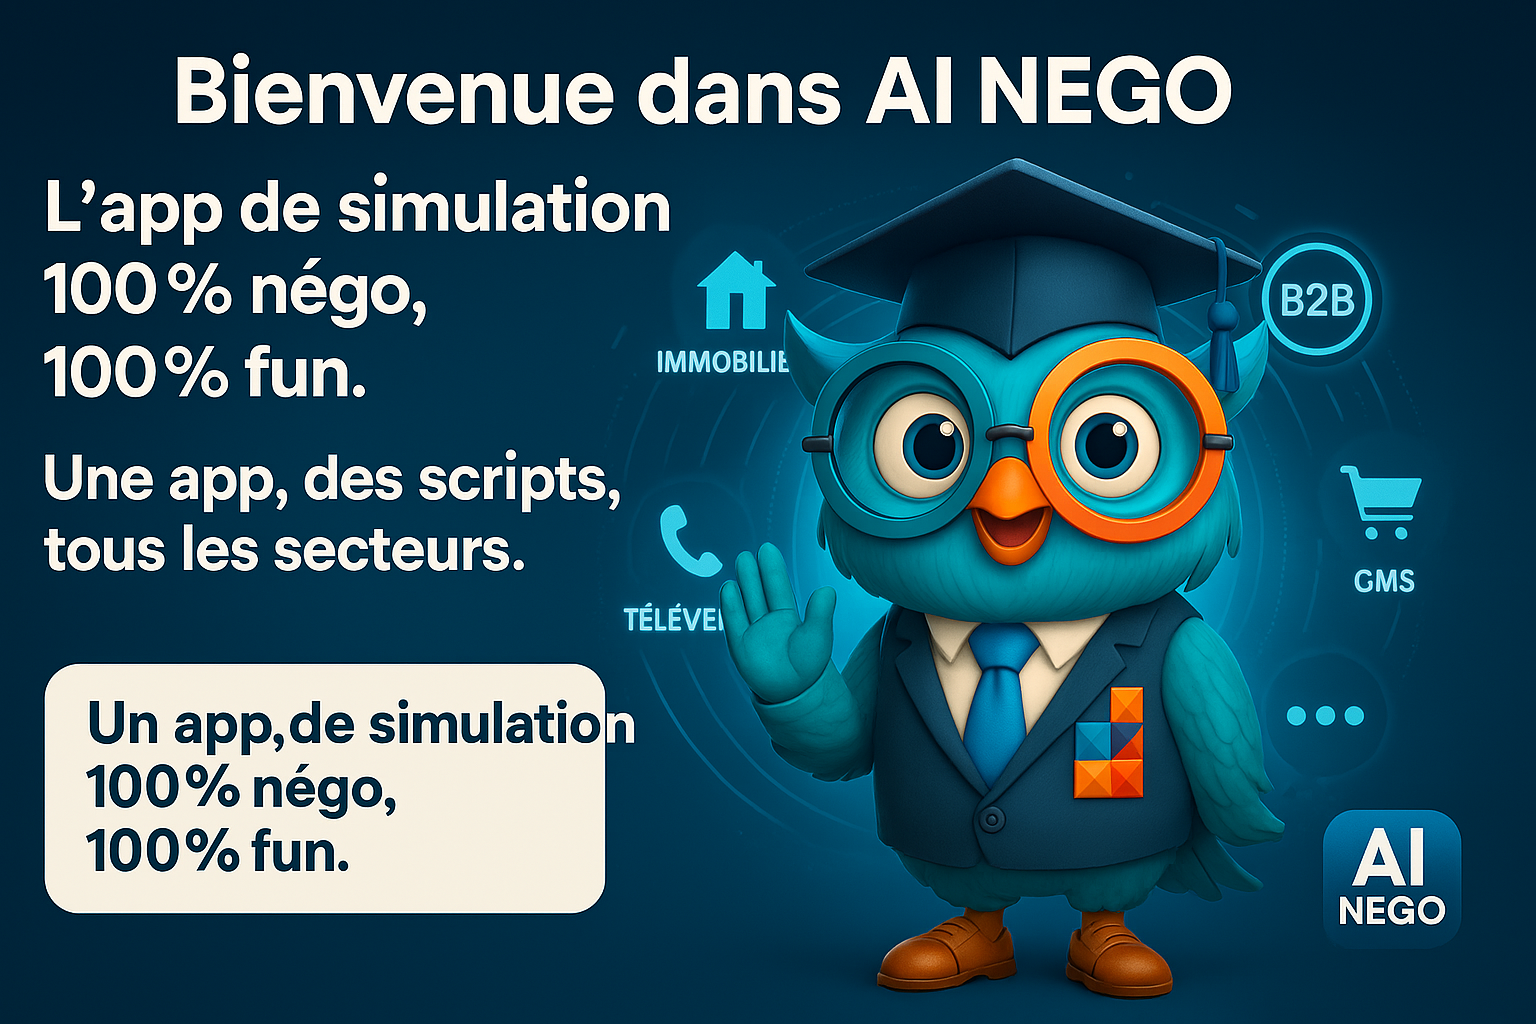 Bienvenue dans AI NEGO
L’app de simulation
100 % négo,
100 % fun.
Une app, des scripts,
tous les secteurs.
Un app,de simulation
100 % négo,
100 % fun.
IMMOBILIE
B2B
TÉLÉVE
GMS
AI
NEGO